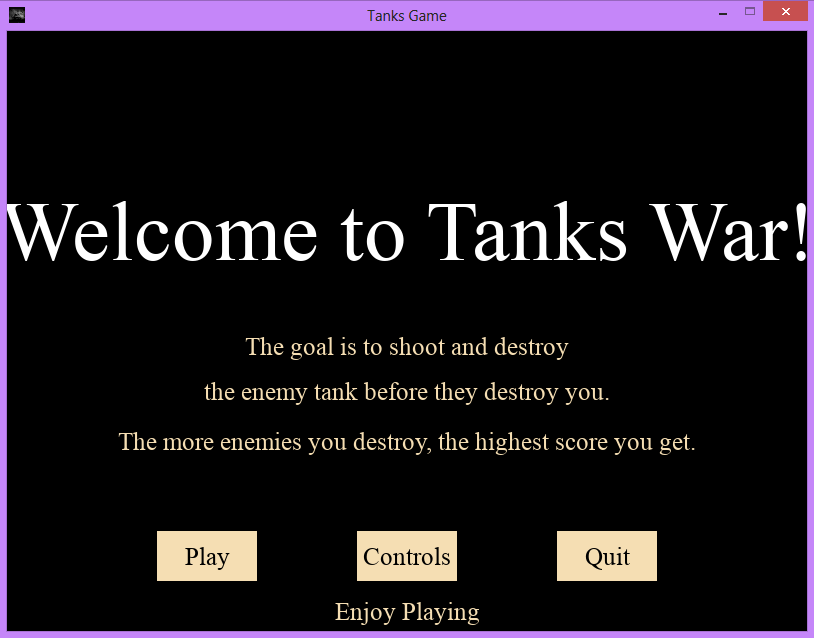 Tanks Game
Welcome to Tanks War!
The goal is to shoot and destroy
the enemy tank before they destroy you.
The more enemies you destroy, the highest score you get.
Play
Controls
Quit
Enjoy Playing